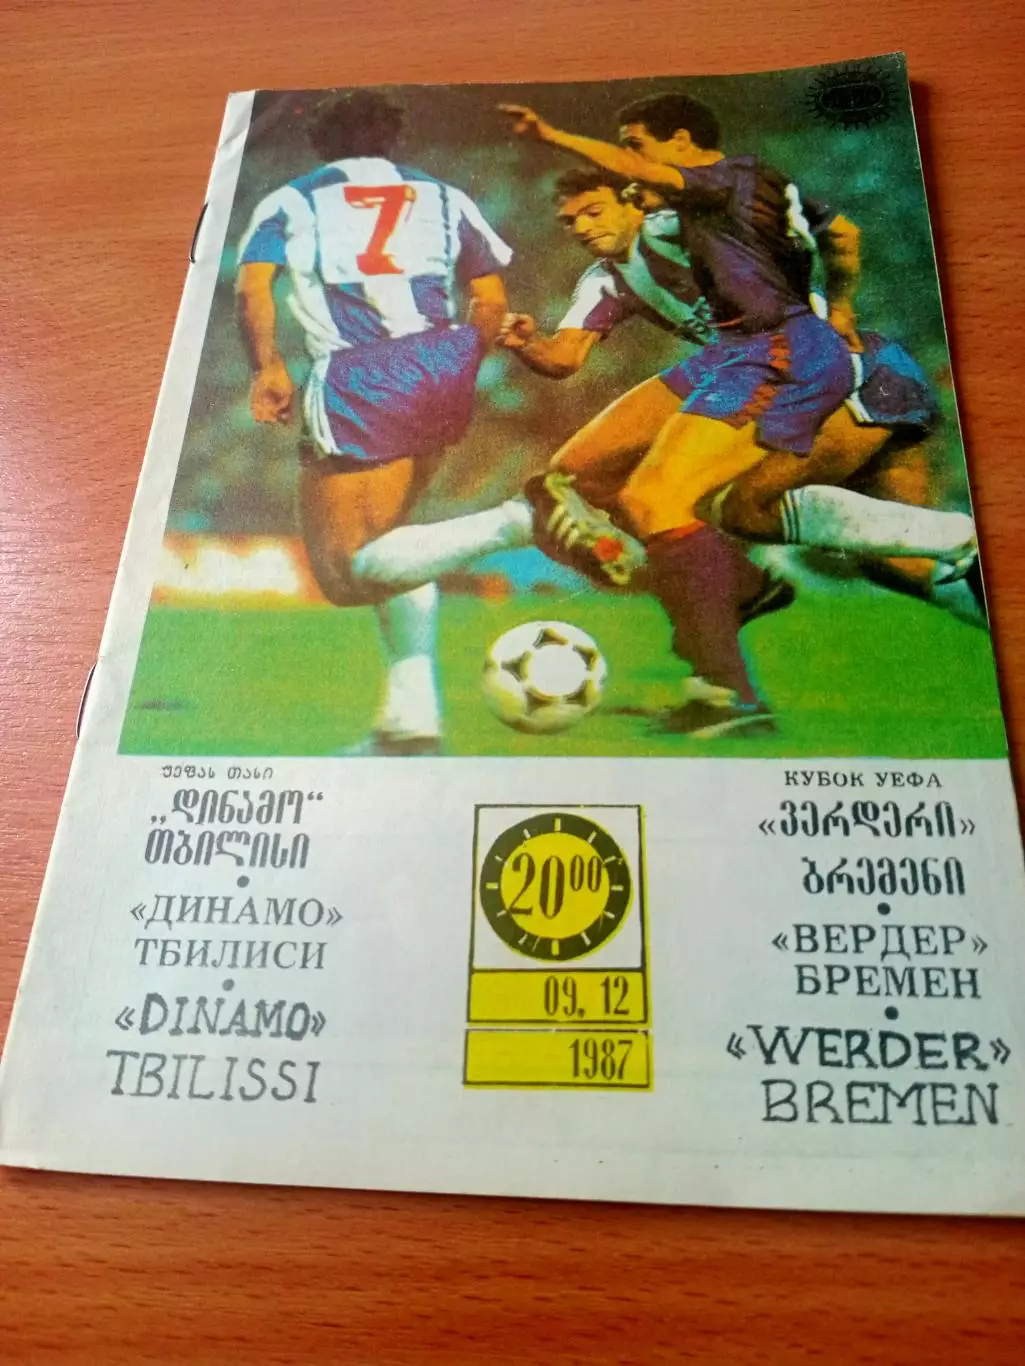 7
უეფას თასი
„დინამო“
თბილისი
«ДИНАМО»
ТБИЛИСИ
«DINAMO»
TBILISSI
20⁰⁰
09. 12
1987
КУБОК УЕФА
«ვერდერი»
ბრემენი
«ВЕРДЕР»
БРЕМЕН
«WERDER»
BREMEN